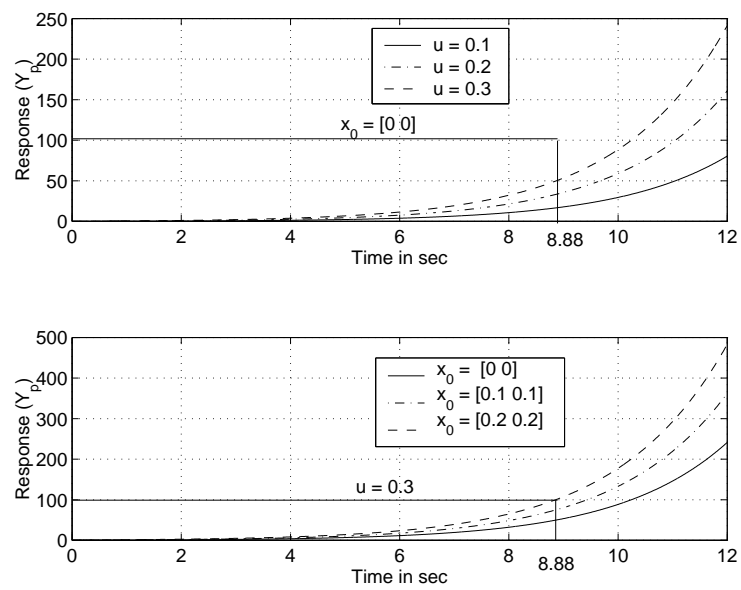 250
200
150
100
50
0
Response (Y_p)
u = 0.1
u = 0.2
u = 0.3
x_0 = [0 0]
0 2 4 6 8 10 12
8.88
Time in sec
500
400
300
200
100
0
Response (Y_p)
x_0 = [0 0]
x_0 = [0.1 0.1]
x_0 = [0.2 0.2]
u = 0.3
0 2 4 6 8 10 12
8.88
Time in sec